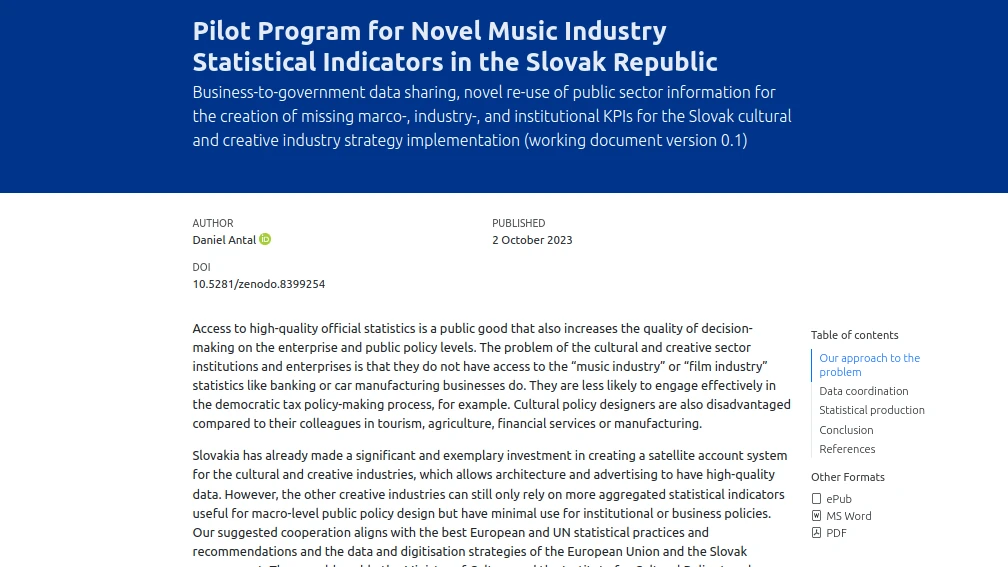 Pilot Program for Novel Music Industry
Statistical Indicators in the Slovak Republic
Business-to-government data sharing, novel re-use of public sector information for
the creation of missing marco-, industry-, and institutional KPIs for the Slovak cultural
and creative industry strategy implementation (working document version 0.1)
AUTHOR
Daniel Antal iD
PUBLISHED
2 October 2023
DOI
10.5281/zenodo.8399254
Access to high-quality official statistics is a public good that also increases the quality of decision-
making on the enterprise and public policy levels. The problem of the cultural and creative sector
institutions and enterprises is that they do not have access to the “music industry” or “film industry”
statistics like banking or car manufacturing businesses do. They are less likely to engage effectively in
the democratic tax policy-making process, for example. Cultural policy designers are also disadvantaged
compared to their colleagues in tourism, agriculture, financial services or manufacturing.
Slovakia has already made a significant and exemplary investment in creating a satellite account system
for the cultural and creative industries, which allows architecture and advertising to have high-quality
data. However, the other creative industries can still only rely on more aggregated statistical indicators
useful for macro-level public policy design but have minimal use for institutional or business policies.
Our suggested cooperation aligns with the best European and UN statistical practices and
recommendations and the data and digitisation strategies of the European Union and the Slovak
Table of contents
Our approach to the
problem
Data coordination
Statistical production
Conclusion
References
Other Formats
ePub
MS Word
PDF